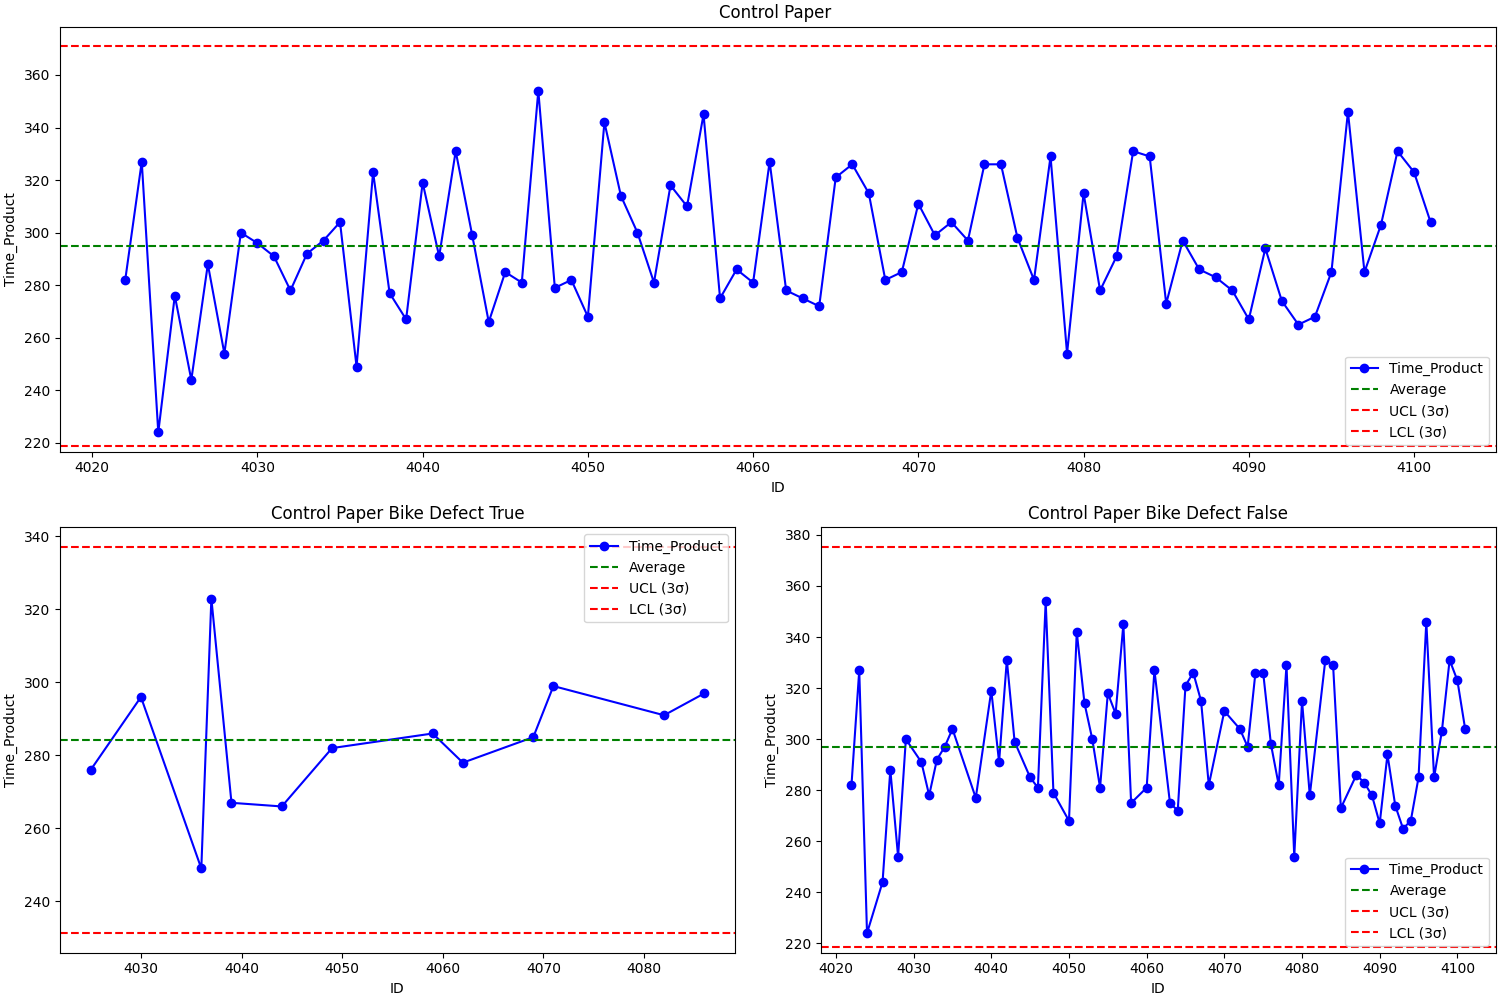 Control Paper
Time_Product
360
340
320
300
280
260
240
220
4020 4030 4040 4050 4060 4070 4080 4090 4100
ID
Time_Product
Average
UCL (3σ)
LCL (3σ)
Control Paper Bike Defect True
Time_Product
340
320
300
280
260
240
4030 4040 4050 4060 4070 4080
ID
Time_Product
Average
UCL (3σ)
LCL (3σ)
Control Paper Bike Defect False
Time_Product
380
360
340
320
300
280
260
240
220
4020 4030 4040 4050 4060 4070 4080 4090 4100
ID
Time_Product
Average
UCL (3σ)
LCL (3σ)